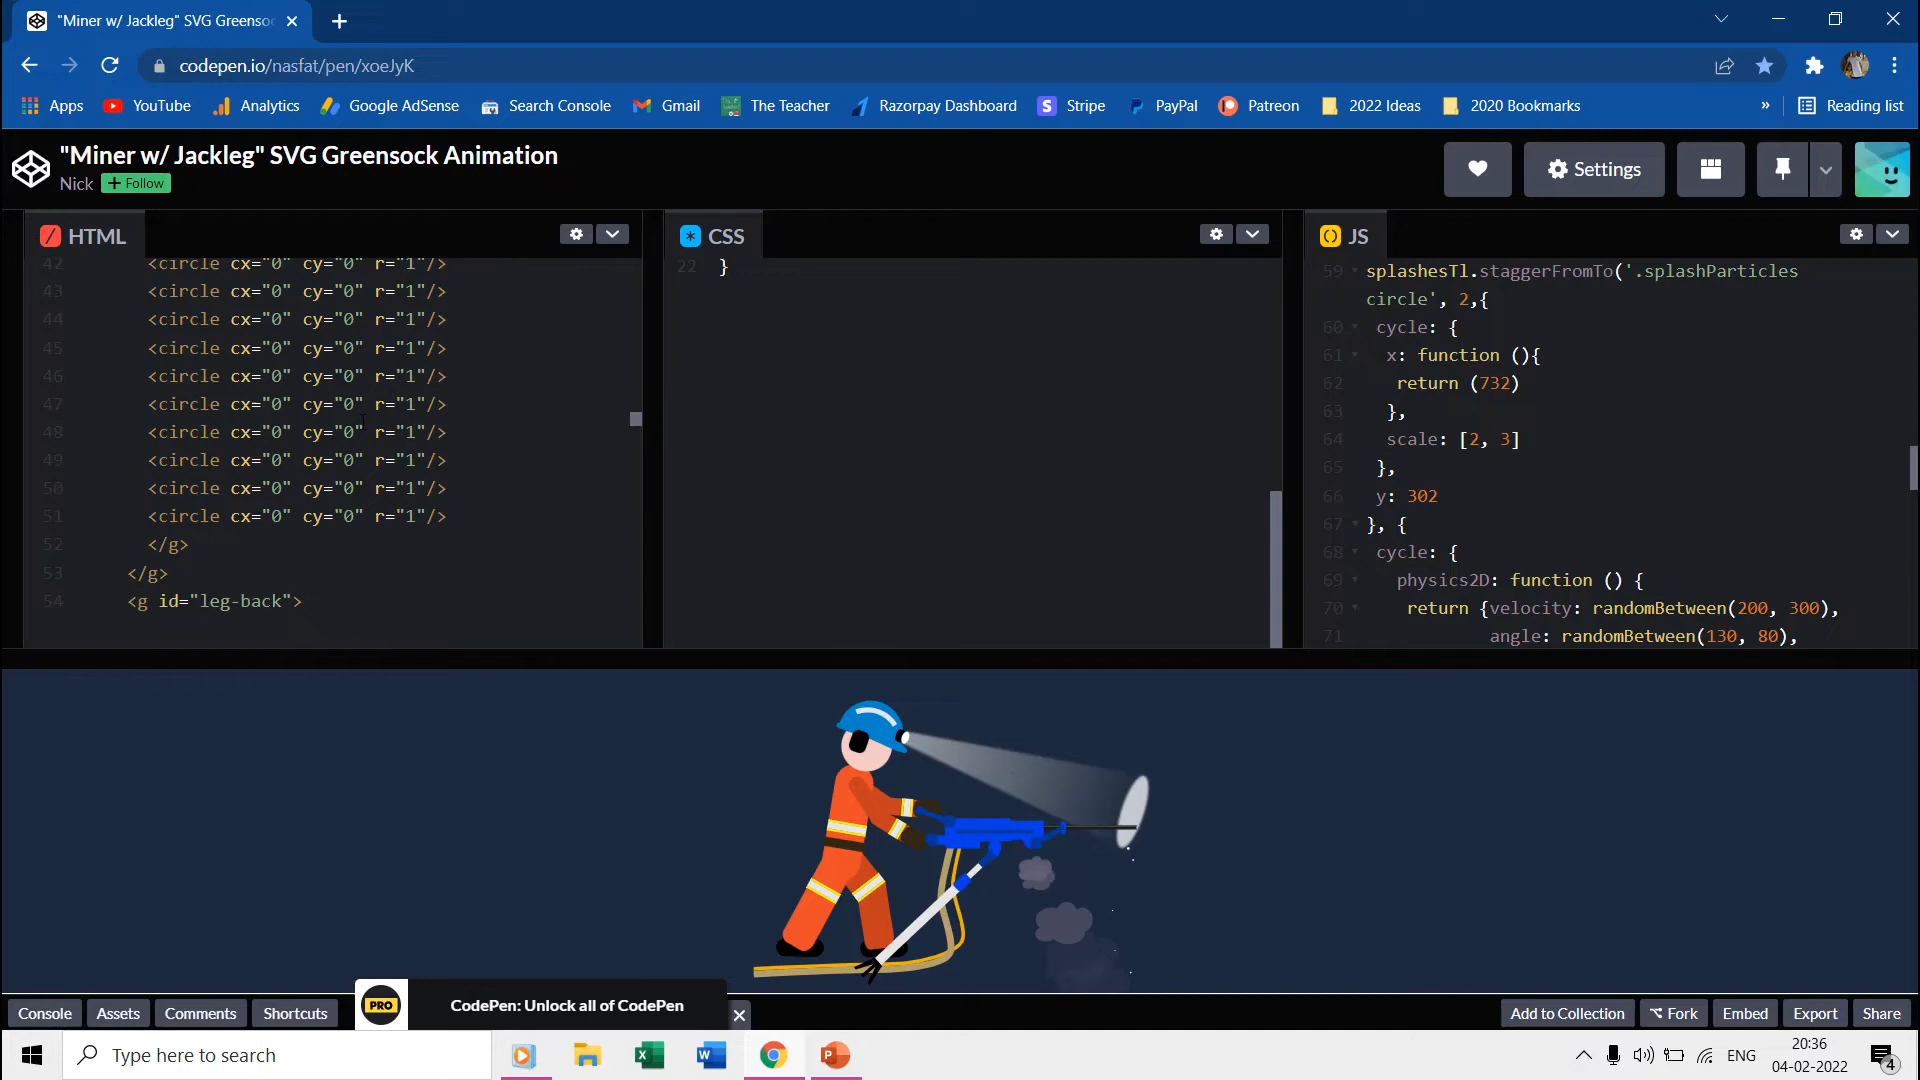 "Miner w/ Jackleg" SVG Greensoc
codepen.io/nasfat/pen/xoeJyK
Apps YouTube Analytics Google AdSense Search Console Gmail The Teacher Razorpay Dashboard Stripe PayPal Patreon 2022 Ideas 2020 Bookmarks » Reading list
"Miner w/ Jackleg" SVG Greensock Animation
Nick + Follow
Settings
HTML
42 <circle cx="0" cy="0" r="1"/>
43 <circle cx="0" cy="0" r="1"/>
44 <circle cx="0" cy="0" r="1"/>
45 <circle cx="0" cy="0" r="1"/>
46 <circle cx="0" cy="0" r="1"/>
47 <circle cx="0" cy="0" r="1"/>
48 <circle cx="0" cy="0" r="1"/>
49 <circle cx="0" cy="0" r="1"/>
50 <circle cx="0" cy="0" r="1"/>
51 <circle cx="0" cy="0" r="1"/>
52 </g>
53 </g>
54 <g id="leg-back">
CSS
22 }
JS
59 splashesTl.staggerFromTo('.splashParticles
circle', 2,{
60 cycle: {
61 x: function (){
62 return (732)
63 },
64 scale: [2, 3]
65 },
66 y: 302
67 }, {
68 cycle: {
69 physics2D: function () {
70 return {velocity: randomBetween(200, 300),
71 angle: randomBetween(130, 80),
PRO CodePen: Unlock all of CodePen
Console Assets Comments Shortcuts
Add to Collection Fork Embed Export Share
Type here to search
ENG
20:36
04-02-2022
4